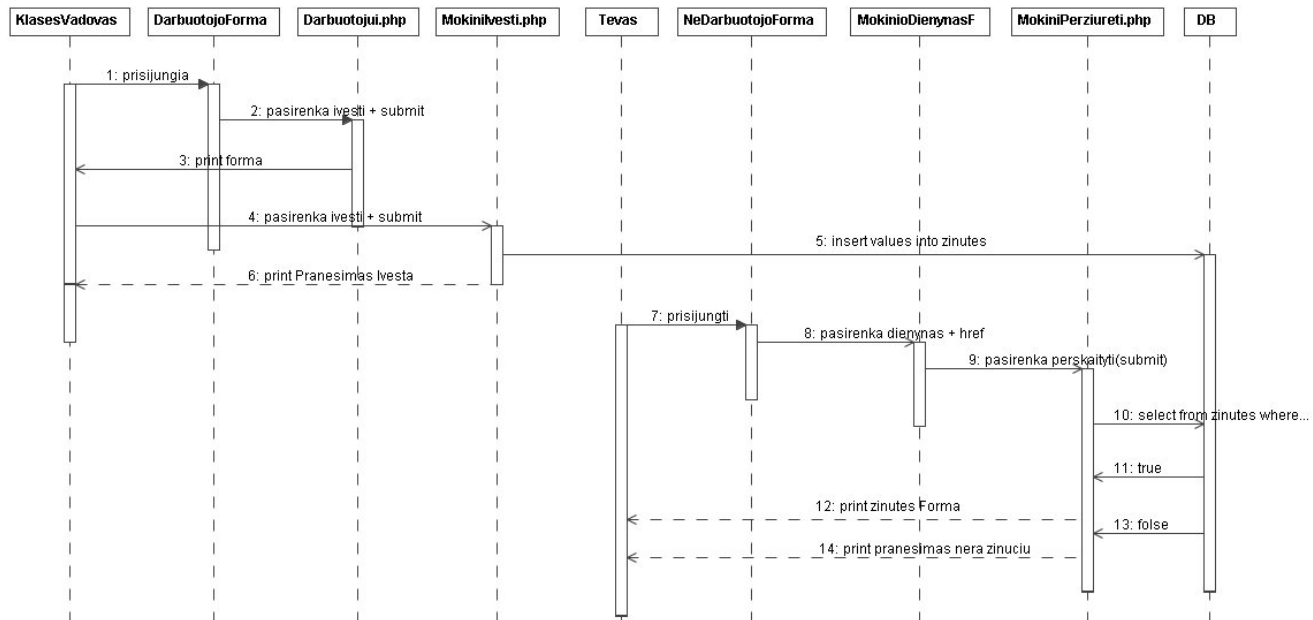 KlasesVadovas
DarbuotojoForma
Darbuotojui.php
MokiniIvesti.php
Tevas
NeDarbuotojoForma
MokinioDienynasF
MokiniPerziureti.php
DB
1: prisijungia
2: pasirenka ivesti + submit
3: print forma
4: pasirenka ivesti + submit
5: insert values into zinutes
6: print Pranesimas Ivesta
7: prisijungti
8: pasirenka dienynas + href
9: pasirenka perskaityti(submit)
10: select from zinutes where...
11: true
12: print zinutes Forma
13: folse
14: print pranesimas nera zinuciu